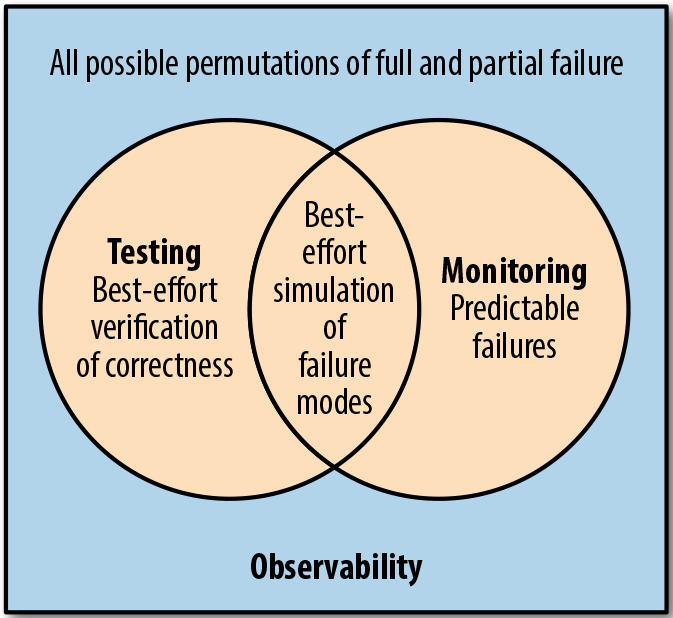 All possible permutations of full and partial failure
Testing
Best-effort
verification
of correctness
Best-
effort
simulation
of
failure
modes
Monitoring
Predictable
failures
Observability